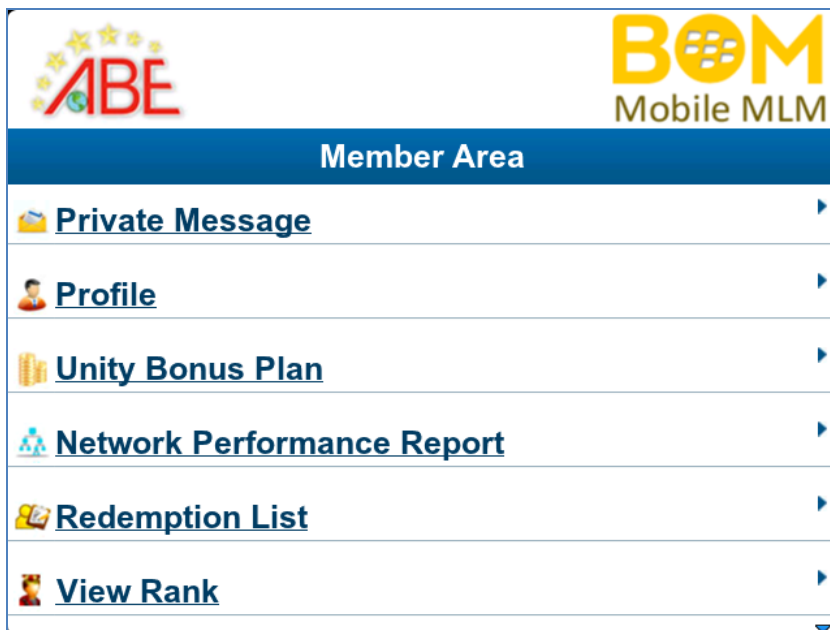 ABE
BOM
Mobile MLM
Member Area
Private Message
Profile
Unity Bonus Plan
Network Performance Report
Redemption List
View Rank